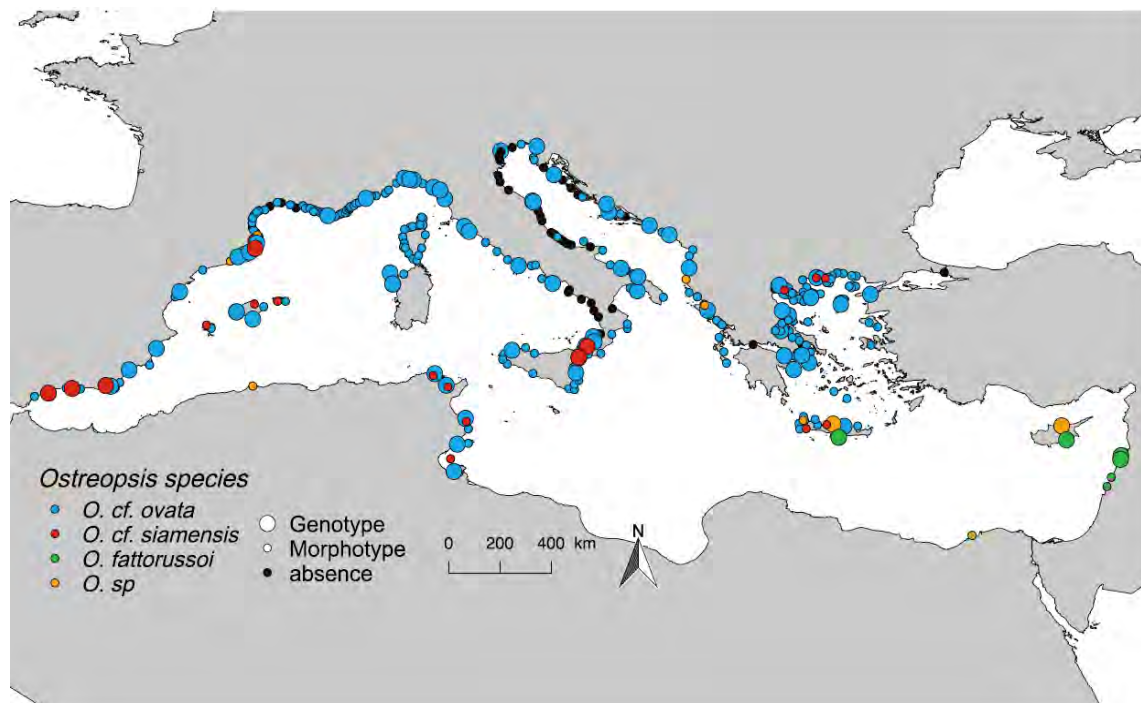 N
Ostreopsis species
O. cf. ovata
O. cf. siamensis
O. fattorussoi
O. sp
Genotype
Morphotype
absence
0 200 400 km